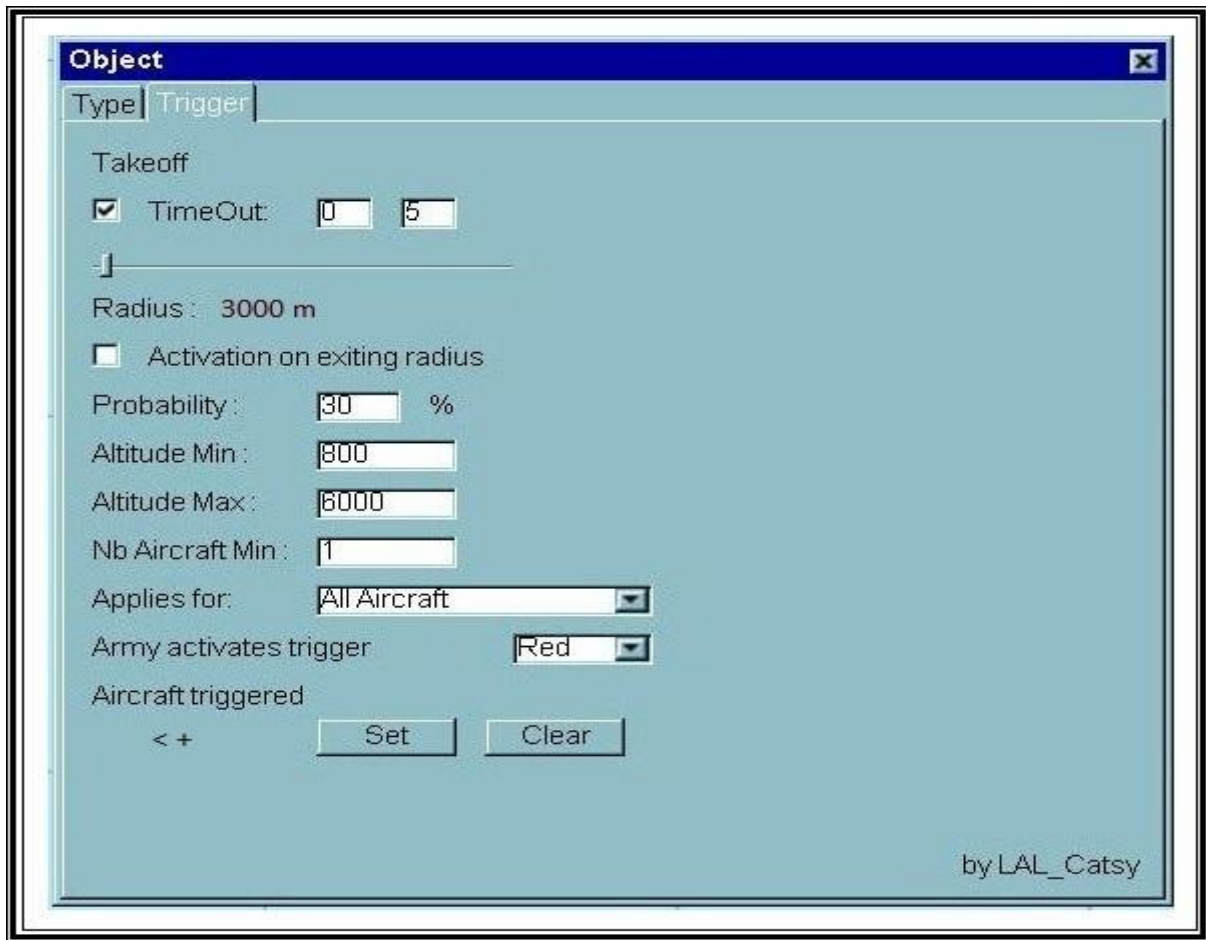 Object
Type Trigger
Takeoff
TimeOut: 0 5
Radius : 3000 m
Activation on exiting radius
Probability : 30 %
Altitude Min : 800
Altitude Max : 6000
Nb Aircraft Min : 1
Applies for: All Aircraft
Army activates trigger Red
Aircraft triggered
< + Set Clear
by LAL_Catsy